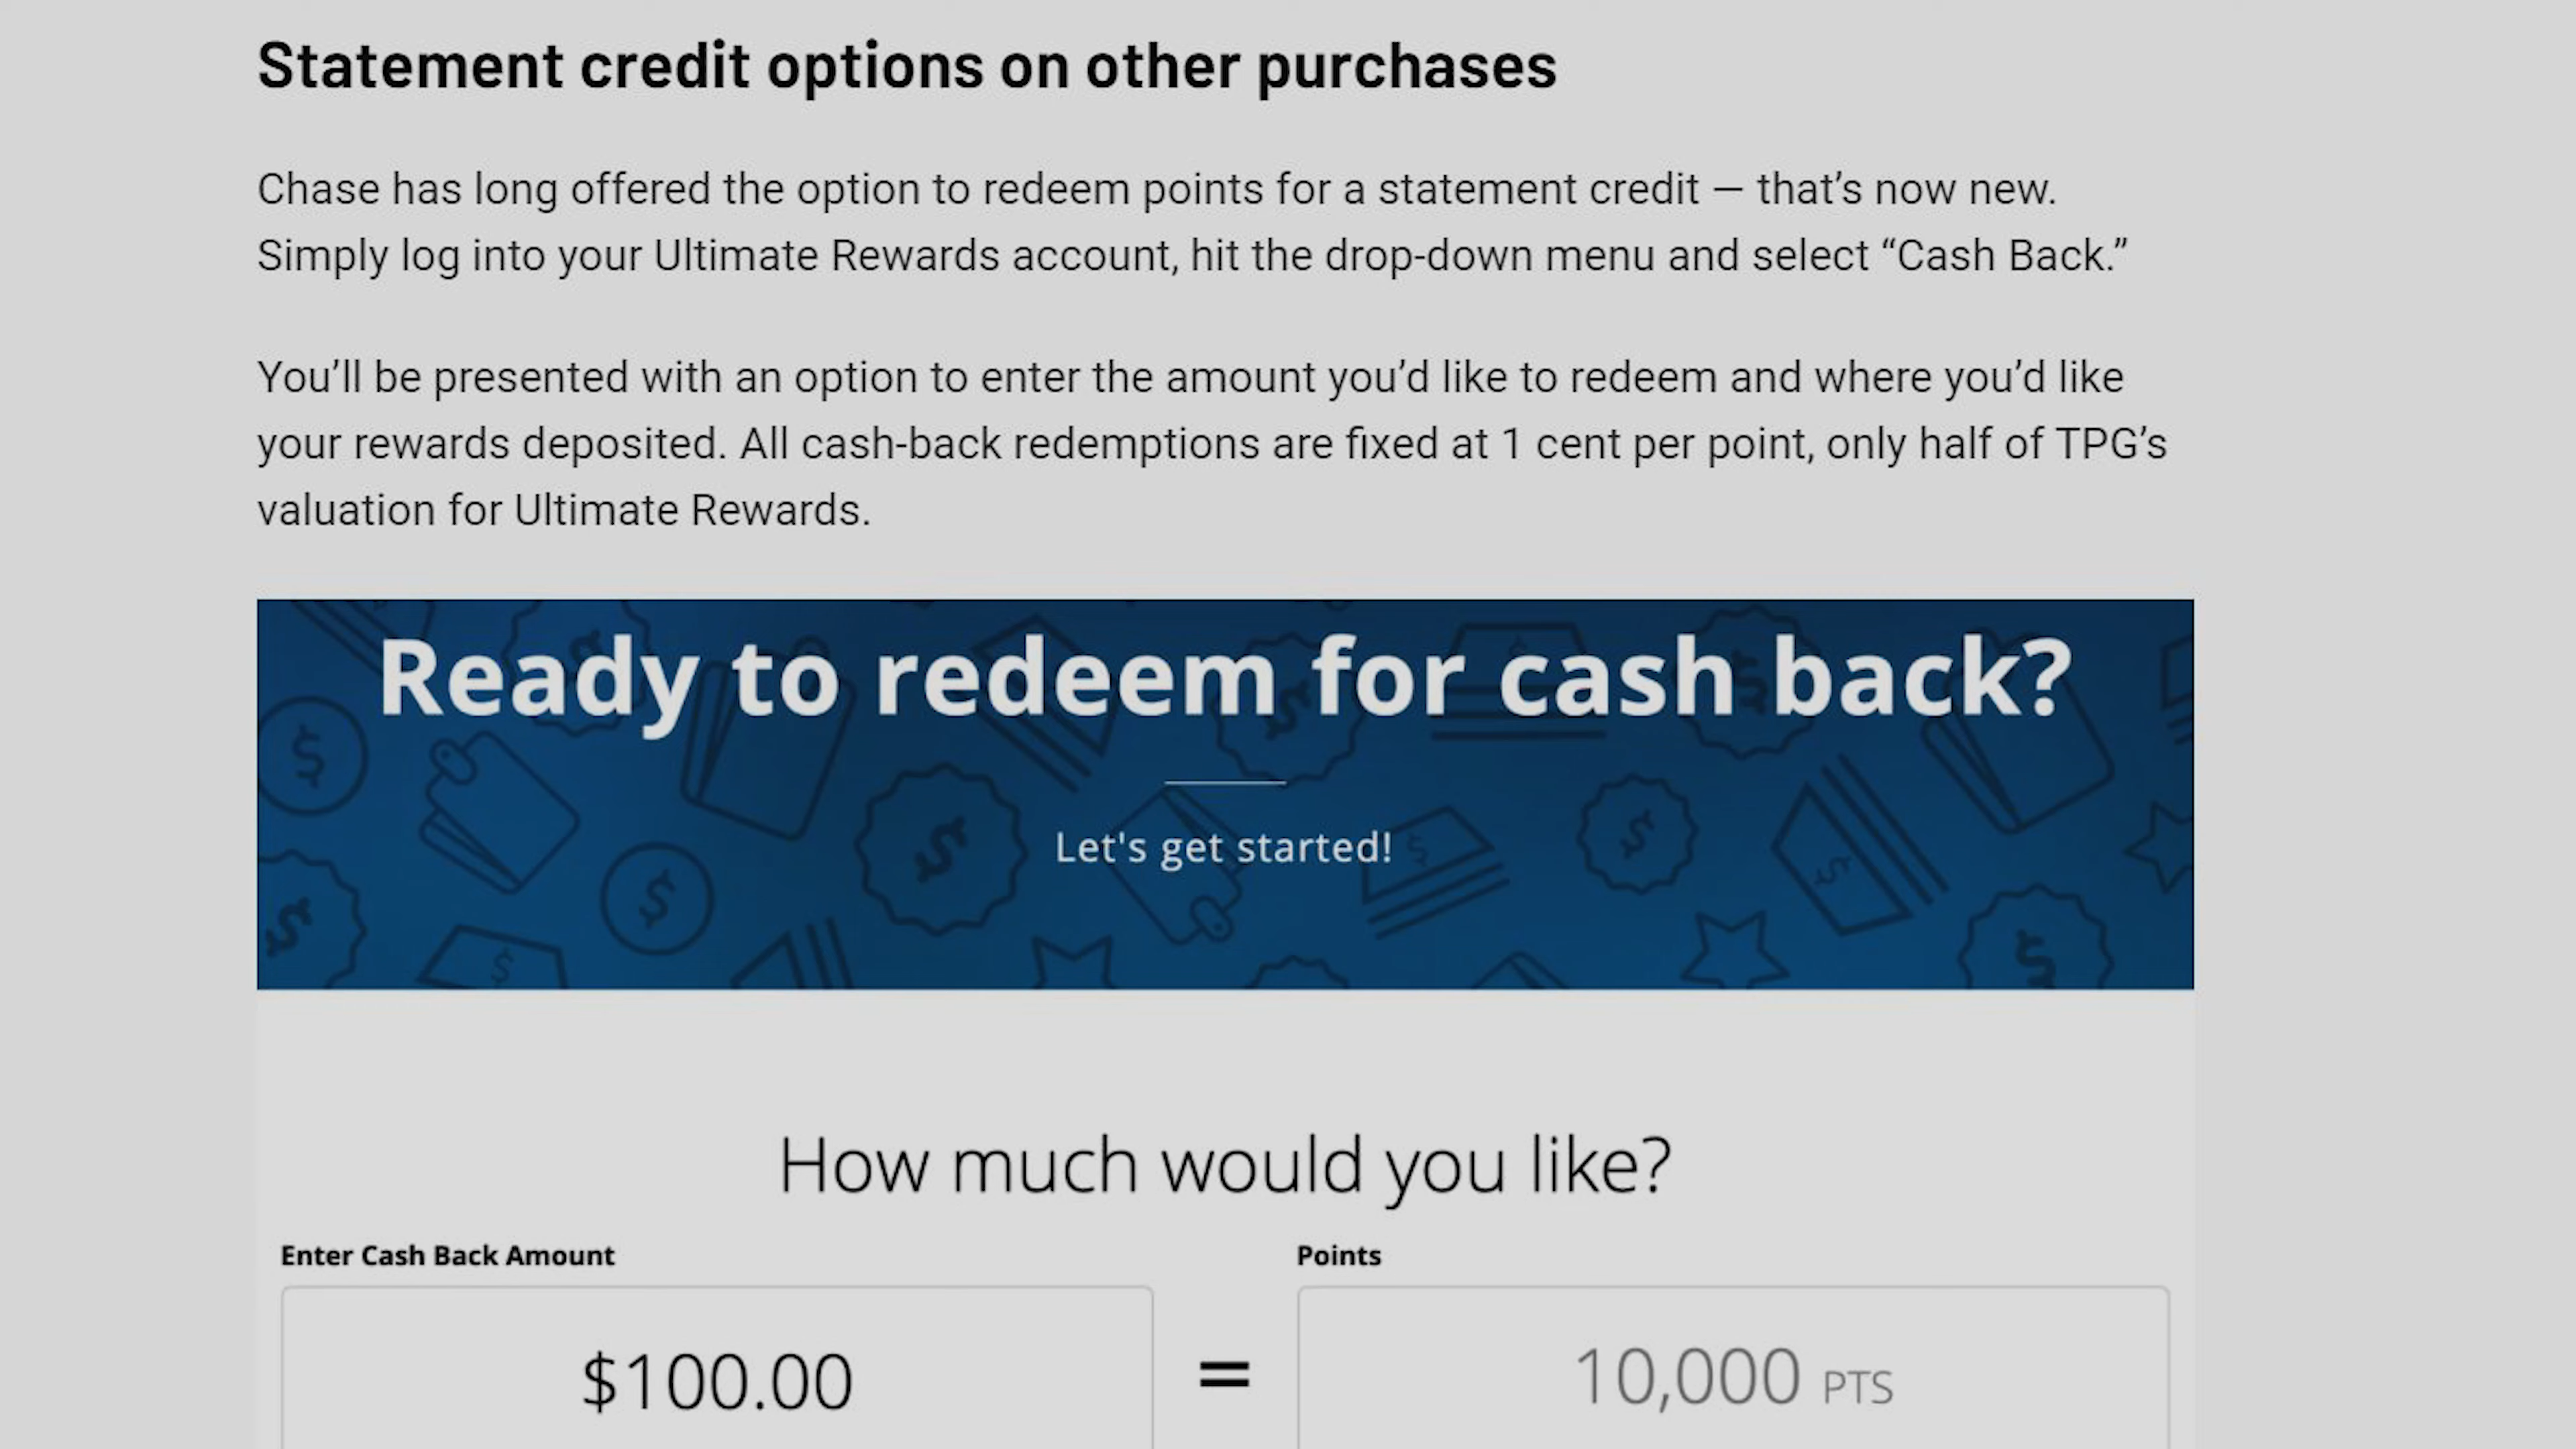 Statement credit options on other purchases
Chase has long offered the option to redeem points for a statement credit — that’s now new.
Simply log into your Ultimate Rewards account, hit the drop-down menu and select “Cash Back.”
You’ll be presented with an option to enter the amount you’d like to redeem and where you’d like
your rewards deposited. All cash-back redemptions are fixed at 1 cent per point, only half of TPG’s
valuation for Ultimate Rewards.
Ready to redeem for cash back?
Let's get started!
How much would you like?
Enter Cash Back Amount
Points
$100.00 = 10,000 PTS